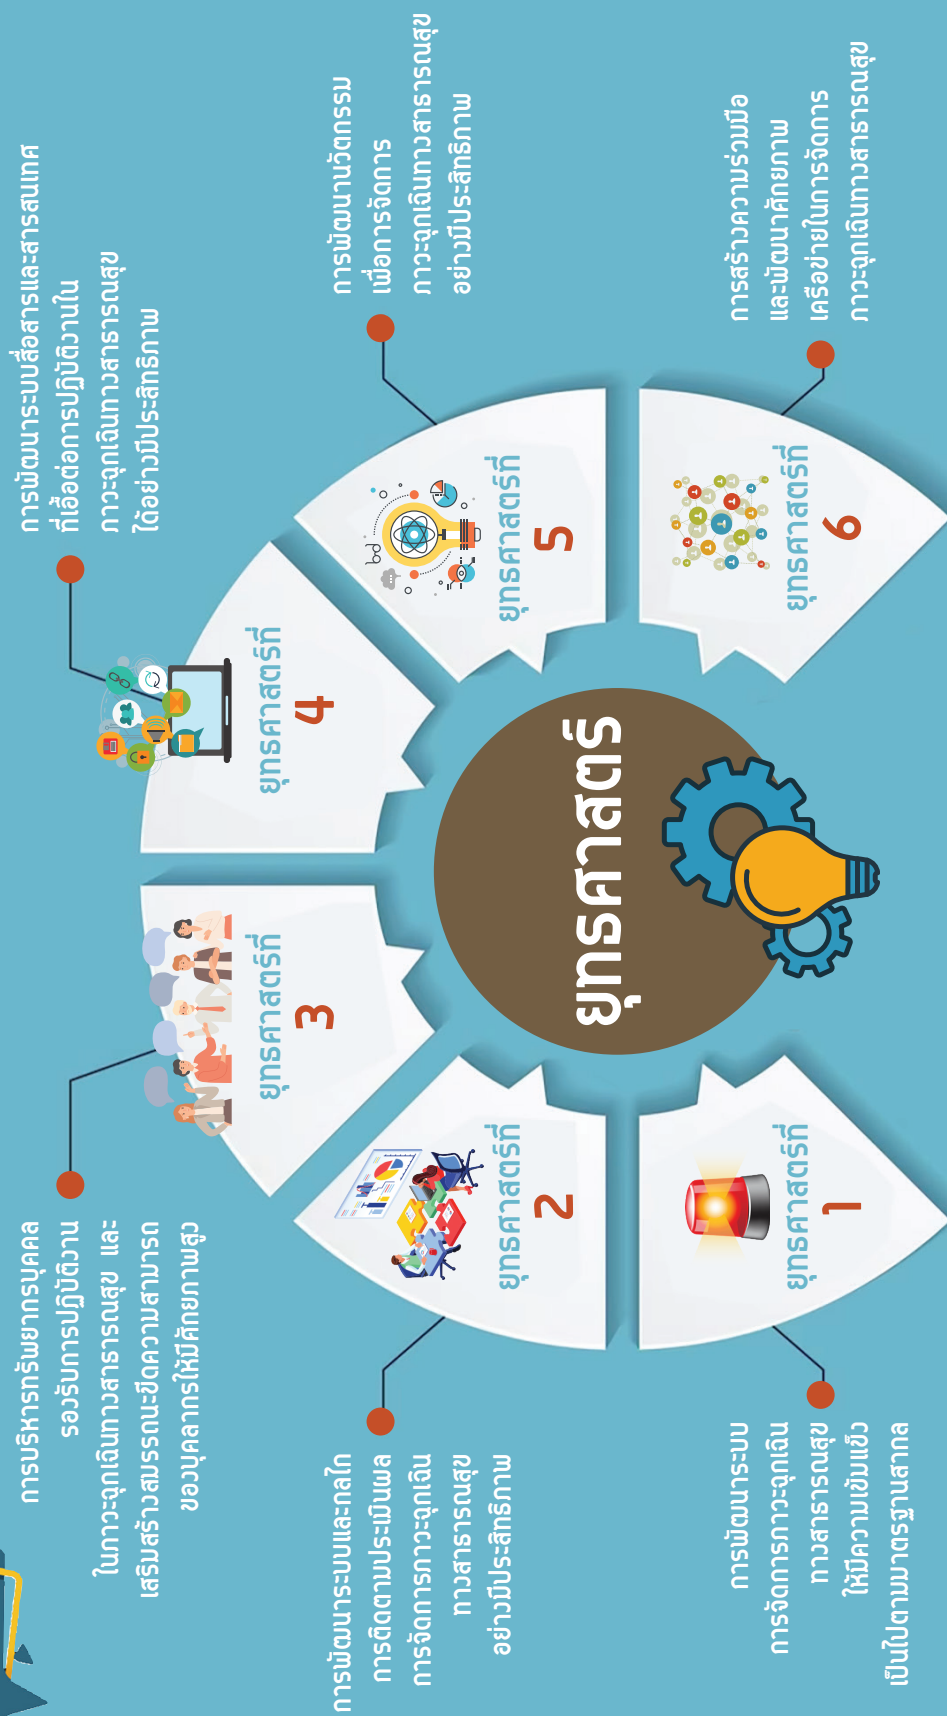 ยุทธศาสตร์
ยุทธศาสตร์ที่
1
การพัฒนาระบบ
การจัดการภาวะฉุกเฉิน
ทางสาธารณสุข
ให้มีความเข้มแข็ง
เป็นไปตามมาตรฐานสากล
ยุทธศาสตร์ที่
2
การพัฒนาระบบและกลไก
การติดตามประเมินผล
การจัดการภาวะฉุกเฉิน
ทางสาธารณสุข
อย่างมีประสิทธิภาพ
ยุทธศาสตร์ที่
3
การบริหารทรัพยากรบุคคล
รองรับการปฏิบัติงาน
ในภาวะฉุกเฉินทางสาธารณสุข และ
เสริมสร้างสมรรถนะขีดความสามารถ
ของบุคลากรให้มีศักยภาพสูง
ยุทธศาสตร์ที่
4
การพัฒนาระบบสื่อสารและสารสนเทศ
ที่เอื้อต่อการปฏิบัติงานใน
ภาวะฉุกเฉินทางสาธารณสุข
ได้อย่างมีประสิทธิภาพ
ยุทธศาสตร์ที่
5
การพัฒนานวัตกรรม
เพื่อการจัดการ
ภาวะฉุกเฉินทางสาธารณสุข
อย่างมีประสิทธิภาพ
ยุทธศาสตร์ที่
6
การสร้างความร่วมมือ
และพัฒนาศักยภาพ
เครือข่ายในการจัดการ
ภาวะฉุกเฉินทางสาธารณสุข